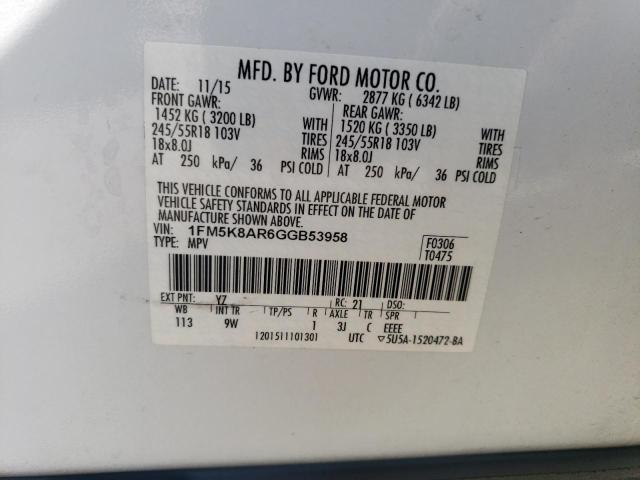 MFD. BY FORD MOTOR CO.
DATE: 11/15 GVWR: 2877 KG ( 6342 LB)
FRONT GAWR: REAR GAWR:
1452 KG ( 3200 LB) WITH 1520 KG ( 3350 LB) WITH
245/55R18 103V TIRES 245/55R18 103V TIRES
18x8.0J RIMS 18x8.0J RIMS
AT 250 kPa/ 36 PSI COLD AT 250 kPa/ 36 PSI COLD
THIS VEHICLE CONFORMS TO ALL APPLICABLE FEDERAL MOTOR
VEHICLE SAFETY STANDARDS IN EFFECT ON THE DATE OF
MANUFACTURE SHOWN ABOVE.
VIN: 1FM5K8AR6GGB53958 F0306
TYPE: MPV T0475
EXT PNT: YZ RC: 21 DSO:
WB INT TR TP/PS R AXLE TR SPR
113 9W 1 3J C EEEE
1201511101301 UTC ▽5U5A-1520472-BA